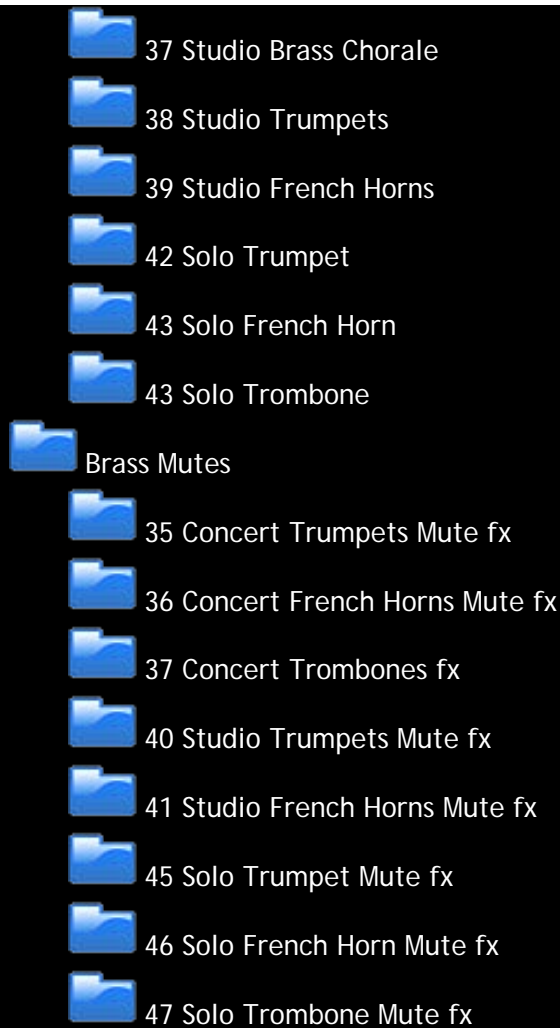 37 Studio Brass Chorale
38 Studio Trumpets
39 Studio French Horns
42 Solo Trumpet
43 Solo French Horn
43 Solo Trombone
Brass Mutes
35 Concert Trumpets Mute fx
36 Concert French Horns Mute fx
37 Concert Trombones fx
40 Studio Trumpets Mute fx
41 Studio French Horns Mute fx
45 Solo Trumpet Mute fx
46 Solo French Horn Mute fx
47 Solo Trombone Mute fx